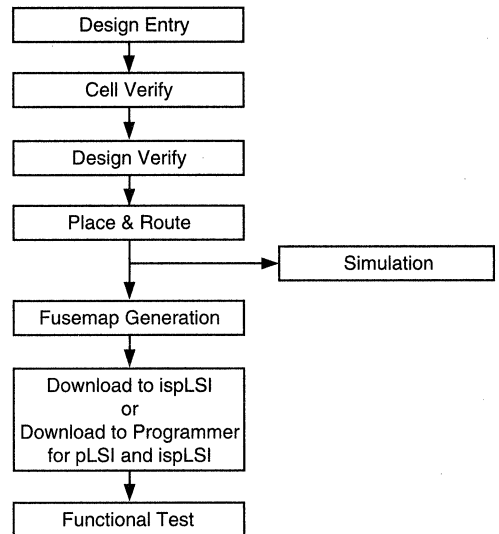 Design Entry
Cell Verify
Design Verify
Place & Route
Simulation
Fusemap Generation
Download to ispLSI
or
Download to Programmer
for pLSI and ispLSI
Functional Test